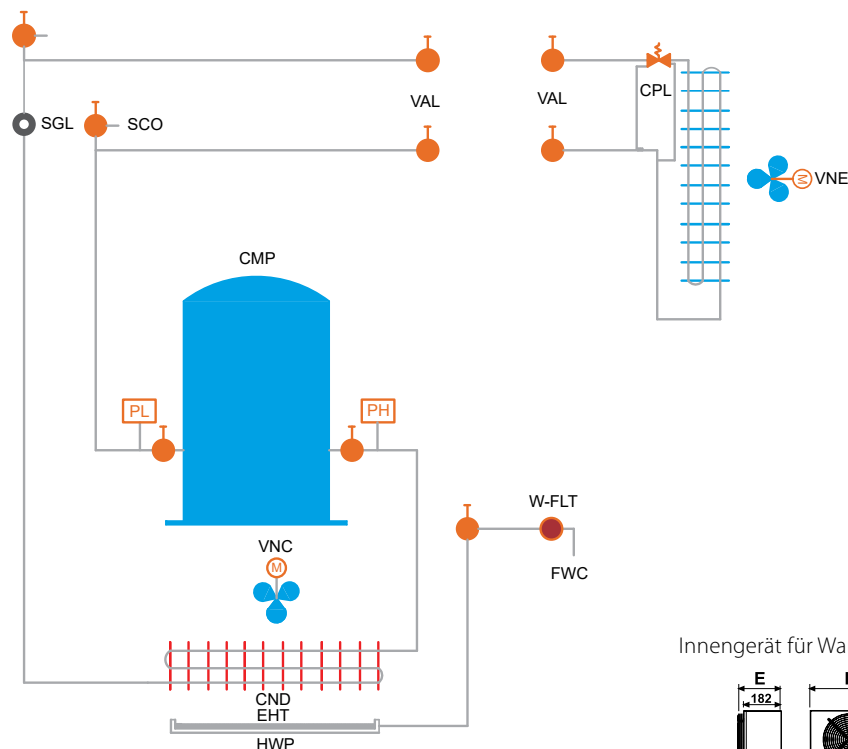 VAL
VAL
CPL
SGL
SCO
M
VNE
CMP
PL
PH
W-FLT
VNC
M
FWC
CND
EHT
HWP
Innengerät für Wa
E
182